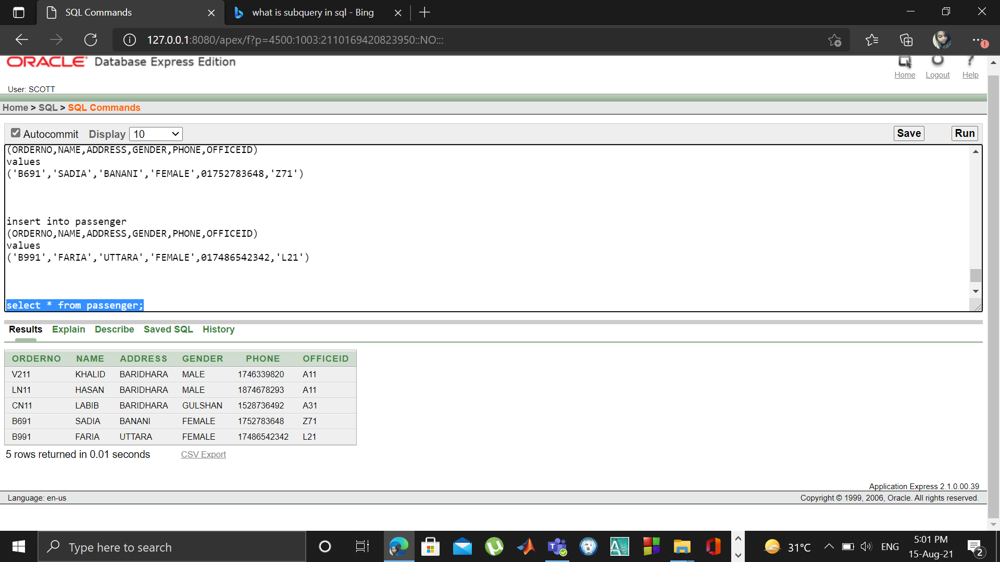 SQL Commands
what is subquery in sql - Bing
127.0.0.1:8080/apex/f?p=4500:1003:2110169420823950::NO:::
ORACLE Database Express Edition
Home Logout Help
User: SCOTT
Home > SQL > SQL Commands
Autocommit Display 10 Save Run
(ORDERNO,NAME,ADDRESS,GENDER,PHONE,OFFICEID)
values
('B691','SADIA','BANANI','FEMALE',01752783648,'Z71')
insert into passenger
(ORDERNO,NAME,ADDRESS,GENDER,PHONE,OFFICEID)
values
('B991','FARIA','UTTARA','FEMALE',017486542342,'L21')
select * from passenger;
Results Explain Describe Saved SQL History
ORDERNO NAME ADDRESS GENDER PHONE OFFICEID
V211 KHALID BARIDHARA MALE 1746339820 A11
LN11 HASAN BARIDHARA MALE 1874678293 A11
CN11 LABIB BARIDHARA GULSHAN 1528736492 A31
B691 SADIA BANANI FEMALE 1752783648 Z71
B991 FARIA UTTARA FEMALE 17486542342 L21
5 rows returned in 0.01 seconds CSV Export
Application Express 2.1.0.00.39
Language: en-us Copyright © 1999, 2006, Oracle. All rights reserved.
Type here to search
31°C ENG
5:01 PM
15-Aug-21
2